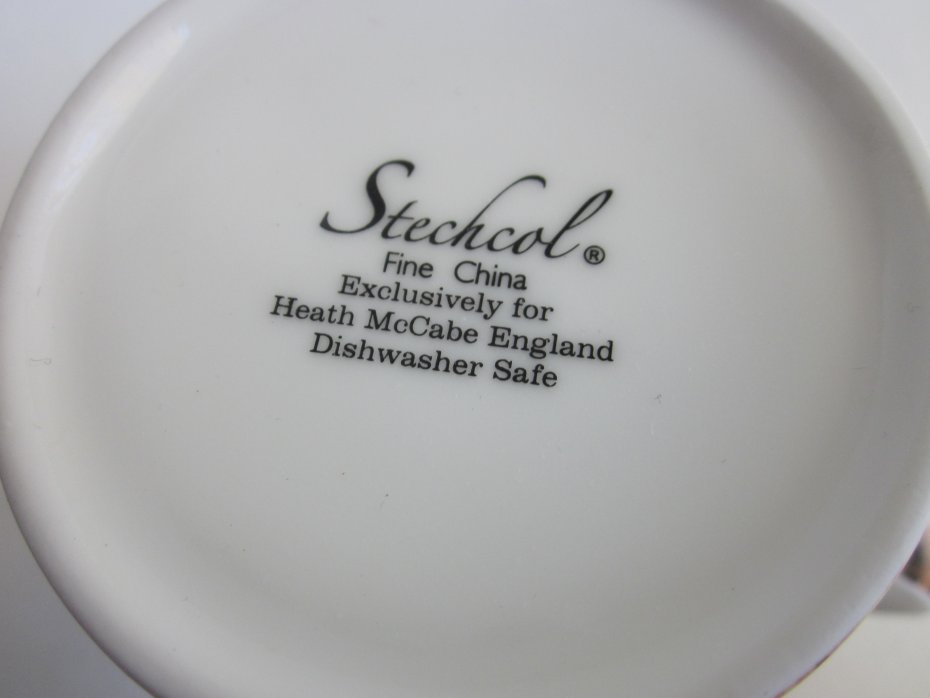 Stechcol®
Fine China
Exclusively for
Heath McCabe England
Dishwasher Safe